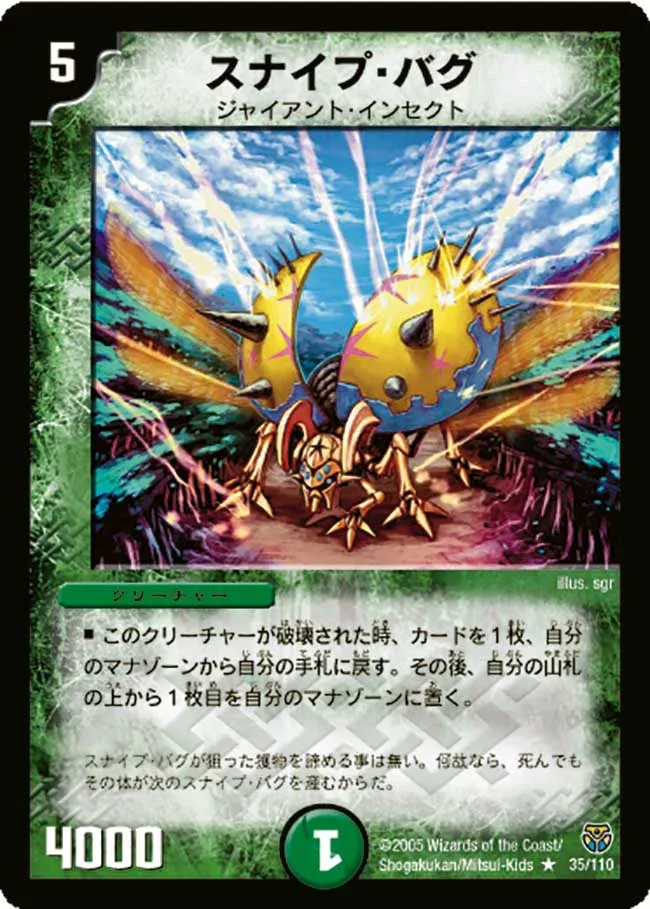 5
スナイプ・バグ
ジャイアント・インセクト
illus. sgr
クリーチャー
■ このクリーチャーが破壊された時、カードを1枚、自分
のマナゾーンから自分の手札に戻す。その後、自分の山札
の上から1枚目を自分のマナゾーンに置く。
スナイプ・バグが狙った獲物を諦める事は無い。何故なら、死んでも
その体が次のスナイプ・バグを産むからだ。
4000
1
©2005 Wizards of the Coast/
Shogakukan/Mitsui-Kids ★ 35/110